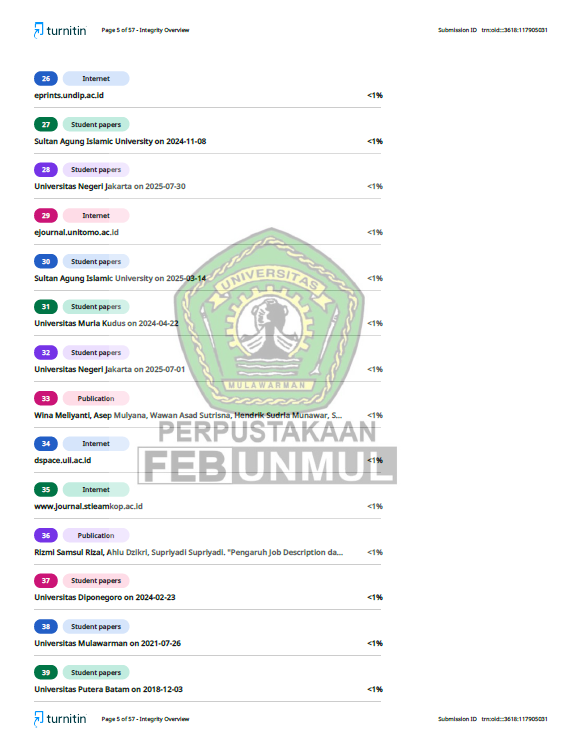 turnitin Page 5 of 57 - Integrity Overview Submission ID trn:oid:::3618:117905031
26 Internet
eprints.undip.ac.id <1%
27 Student papers
Sultan Agung Islamic University on 2024-11-08 <1%
28 Student papers
Universitas Negeri Jakarta on 2025-07-30 <1%
29 Internet
ejournal.unitomo.ac.id <1%
30 Student papers
Sultan Agung Islamic University on 2025-03-14 <1%
31 Student papers
Universitas Muria Kudus on 2024-04-22 <1%
32 Student papers
Universitas Negeri Jakarta on 2025-07-01 <1%
33 Publication
Wina Meliyanti, Asep Mulyana, Wawan Asad Sutrisna, Hendrik Sudria Munawar, S... <1%
34 Internet
dspace.uii.ac.id <1%
35 Internet
www.journal.stieamkop.ac.id <1%
36 Publication
Rizmi Samsul Rizal, Ahlu Dzikri, Supriyadi Supriyadi. "Pengaruh Job Description da... <1%
37 Student papers
Universitas Diponegoro on 2024-02-23 <1%
38 Student papers
Universitas Mulawarman on 2021-07-26 <1%
39 Student papers
Universitas Putera Batam on 2018-12-03 <1%
UNIVERSITAS
MULAWARMAN
PERPUSTAKAAN
FEB UNMUL
turnitin Page 5 of 57 - Integrity Overview Submission ID trn:oid:::3618:117905031